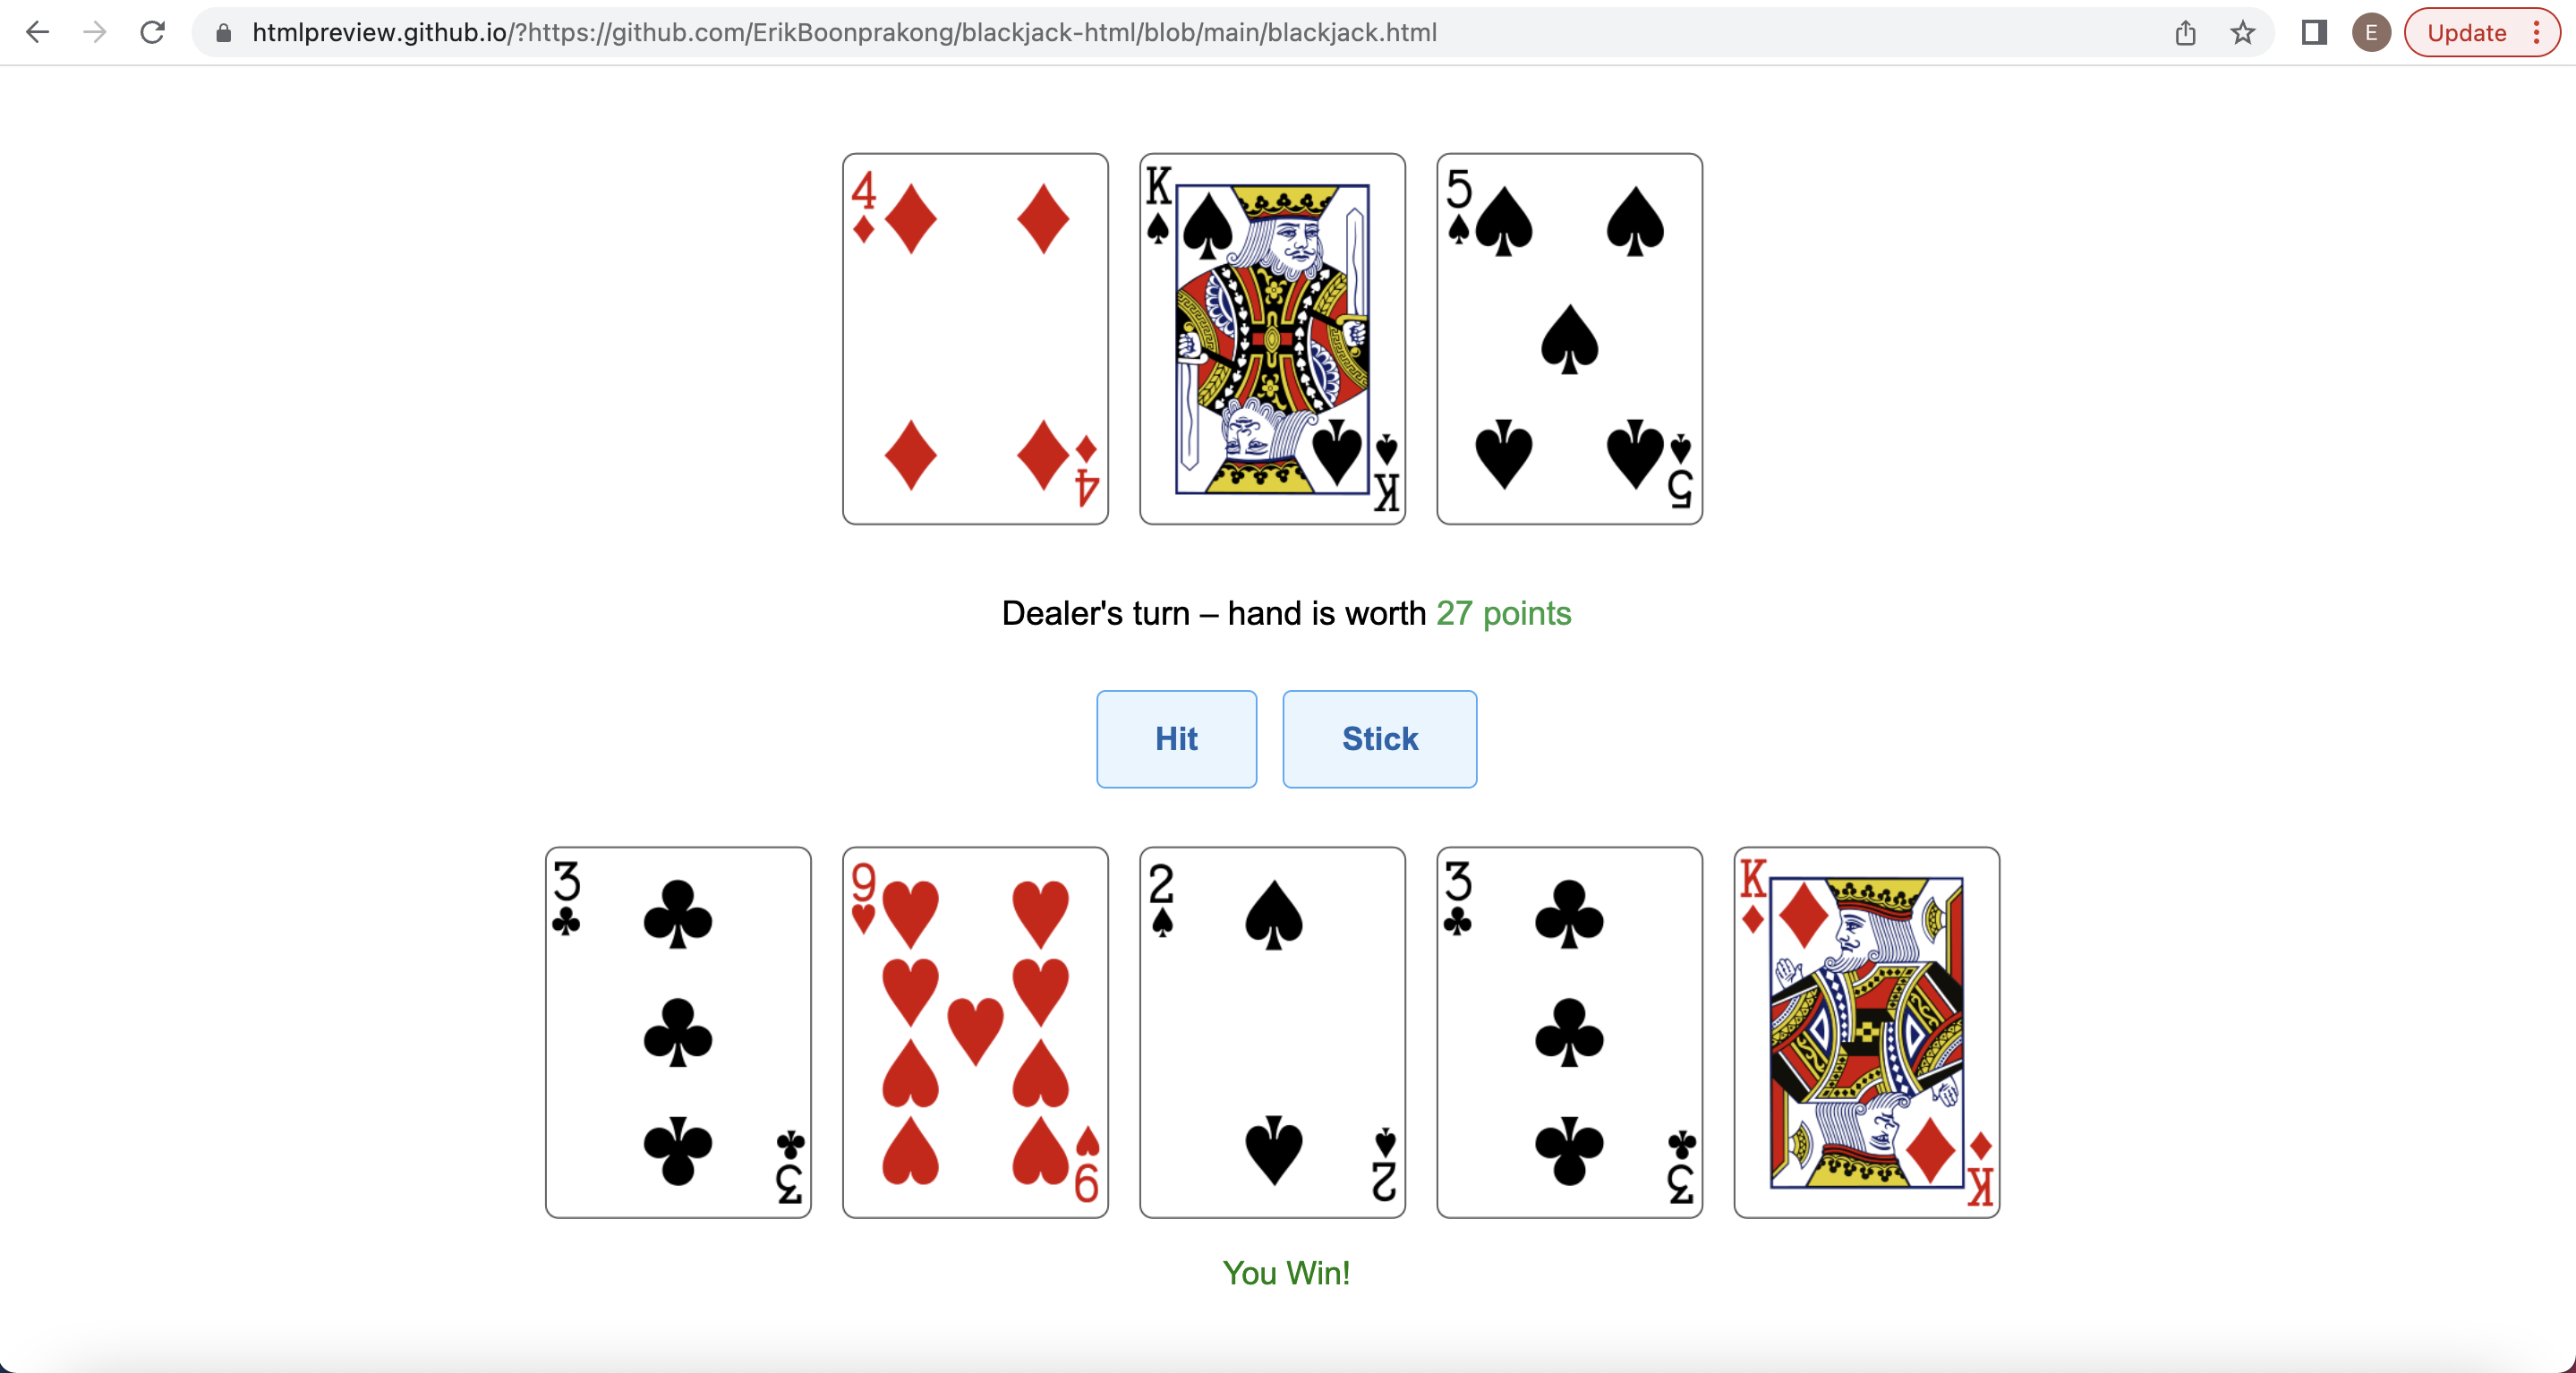 htmlpreview.github.io/?https://github.com/ErikBoonprakong/blackjack-html/blob/main/blackjack.html E Update
4 K 5
4 K 5
Dealer's turn – hand is worth 27 points
Hit Stick
3 9 2 3 K
3 9 2 3 K
You Win!